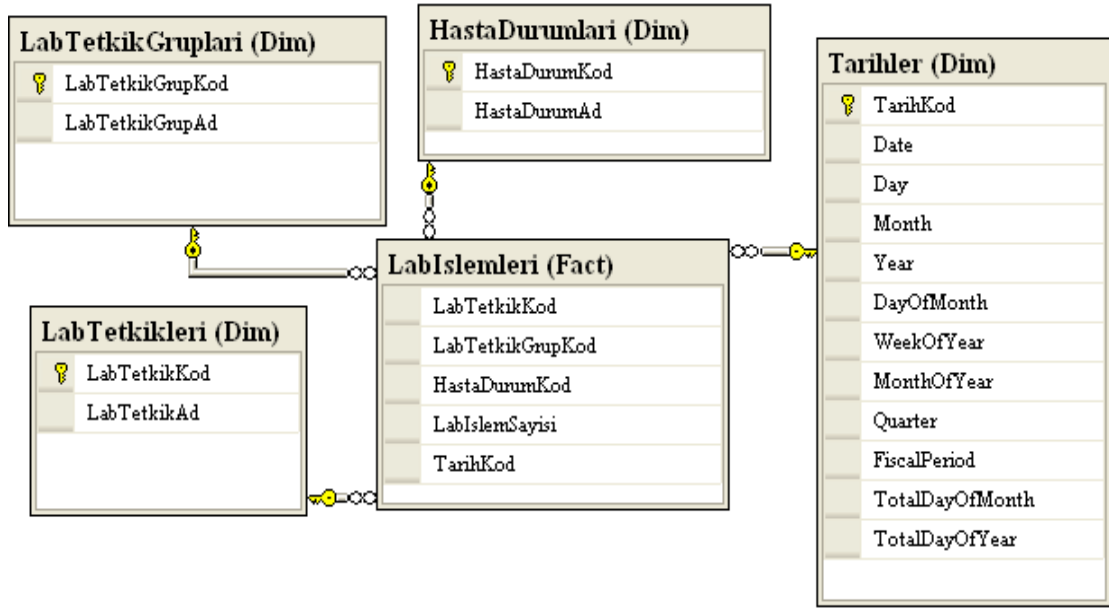 LabTetkikGruplari (Dim)
LabTetkikGrupKod
LabTetkikGrupAd
HastaDurumlari (Dim)
HastaDurumKod
HastaDurumAd
Tarihler (Dim)
TarihKod
Date
Day
Month
Year
DayOfMonth
WeekOfYear
MonthOfYear
Quarter
FiscalPeriod
TotalDayOfMonth
TotalDayOfYear
LabIslemleri (Fact)
LabTetkikKod
LabTetkikGrupKod
HastaDurumKod
LabIslemSayisi
TarihKod
LabTetkikleri (Dim)
LabTetkikKod
LabTetkikAd